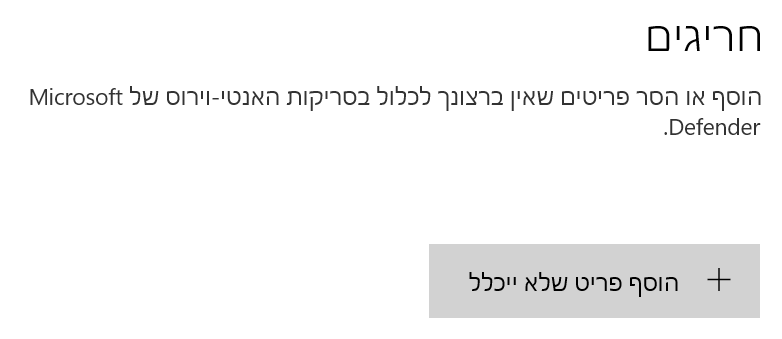 חריגים
הוסף או הסר פריטים שאין ברצונך לכלול בסריקות האנטי-וירוס של Microsoft
Defender.
הוסף פריט שלא ייכלל